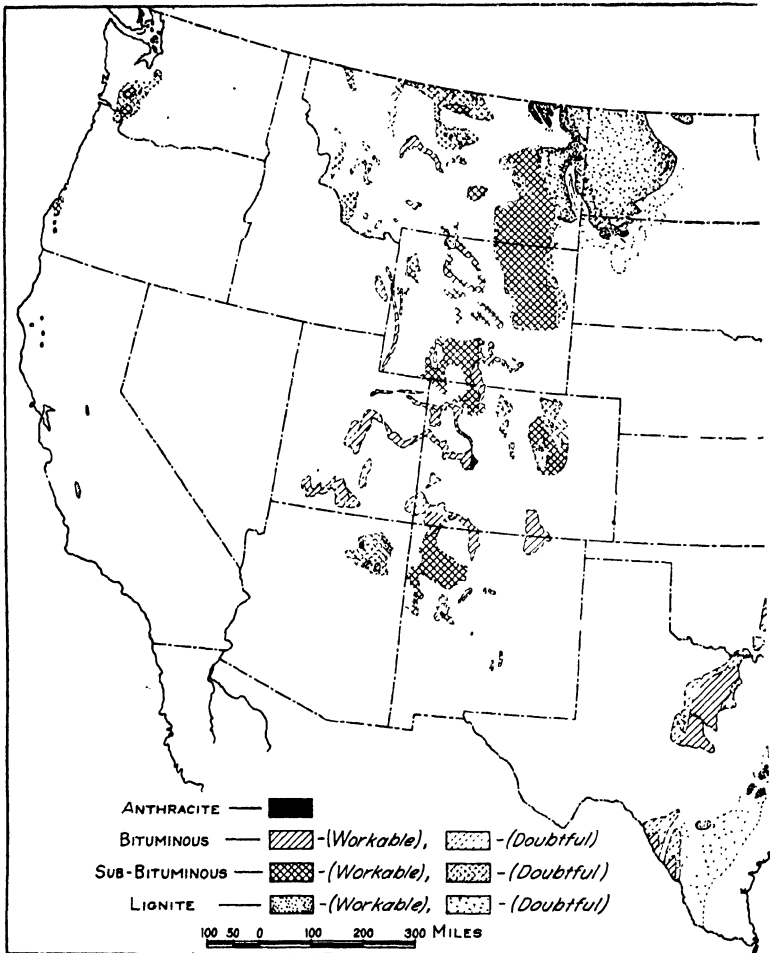 ANTHRACITE —
BITUMINOUS — -(Workable), -(Doubtful)
SUB-BITUMINOUS — -(Workable), -(Doubtful)
LIGNITE — -(Workable), -(Doubtful)
100 50 0 100 200 300 MILES